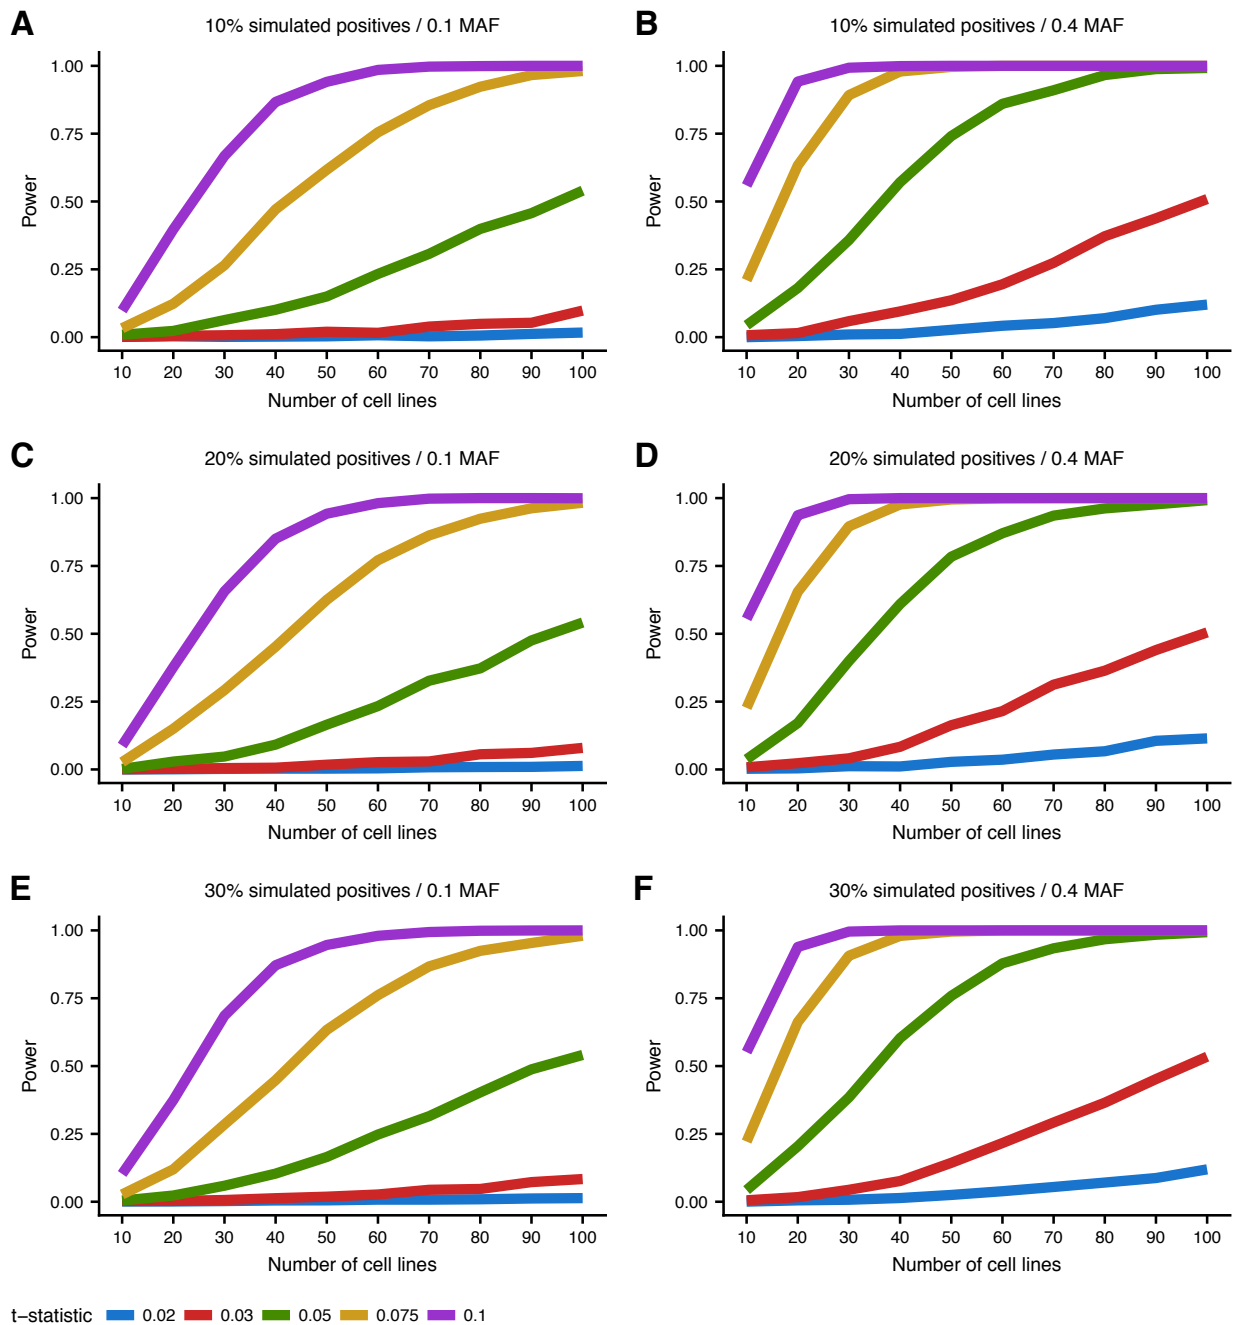 A
10% simulated positives / 0.1 MAF
1.00
0.75
0.50
0.25
0.00
Power
10 20 30 40 50 60 70 80 90 100
Number of cell lines
B
10% simulated positives / 0.4 MAF
1.00
0.75
0.50
0.25
0.00
Power
10 20 30 40 50 60 70 80 90 100
Number of cell lines
C
20% simulated positives / 0.1 MAF
1.00
0.75
0.50
0.25
0.00
Power
10 20 30 40 50 60 70 80 90 100
Number of cell lines
D
20% simulated positives / 0.4 MAF
1.00
0.75
0.50
0.25
0.00
Power
10 20 30 40 50 60 70 80 90 100
Number of cell lines
E
30% simulated positives / 0.1 MAF
1.00
0.75
0.50
0.25
0.00
Power
10 20 30 40 50 60 70 80 90 100
Number of cell lines
F
30% simulated positives / 0.4 MAF
1.00
0.75
0.50
0.25
0.00
Power
10 20 30 40 50 60 70 80 90 100
Number of cell lines
t−statistic 0.02 0.03 0.05 0.075 0.1